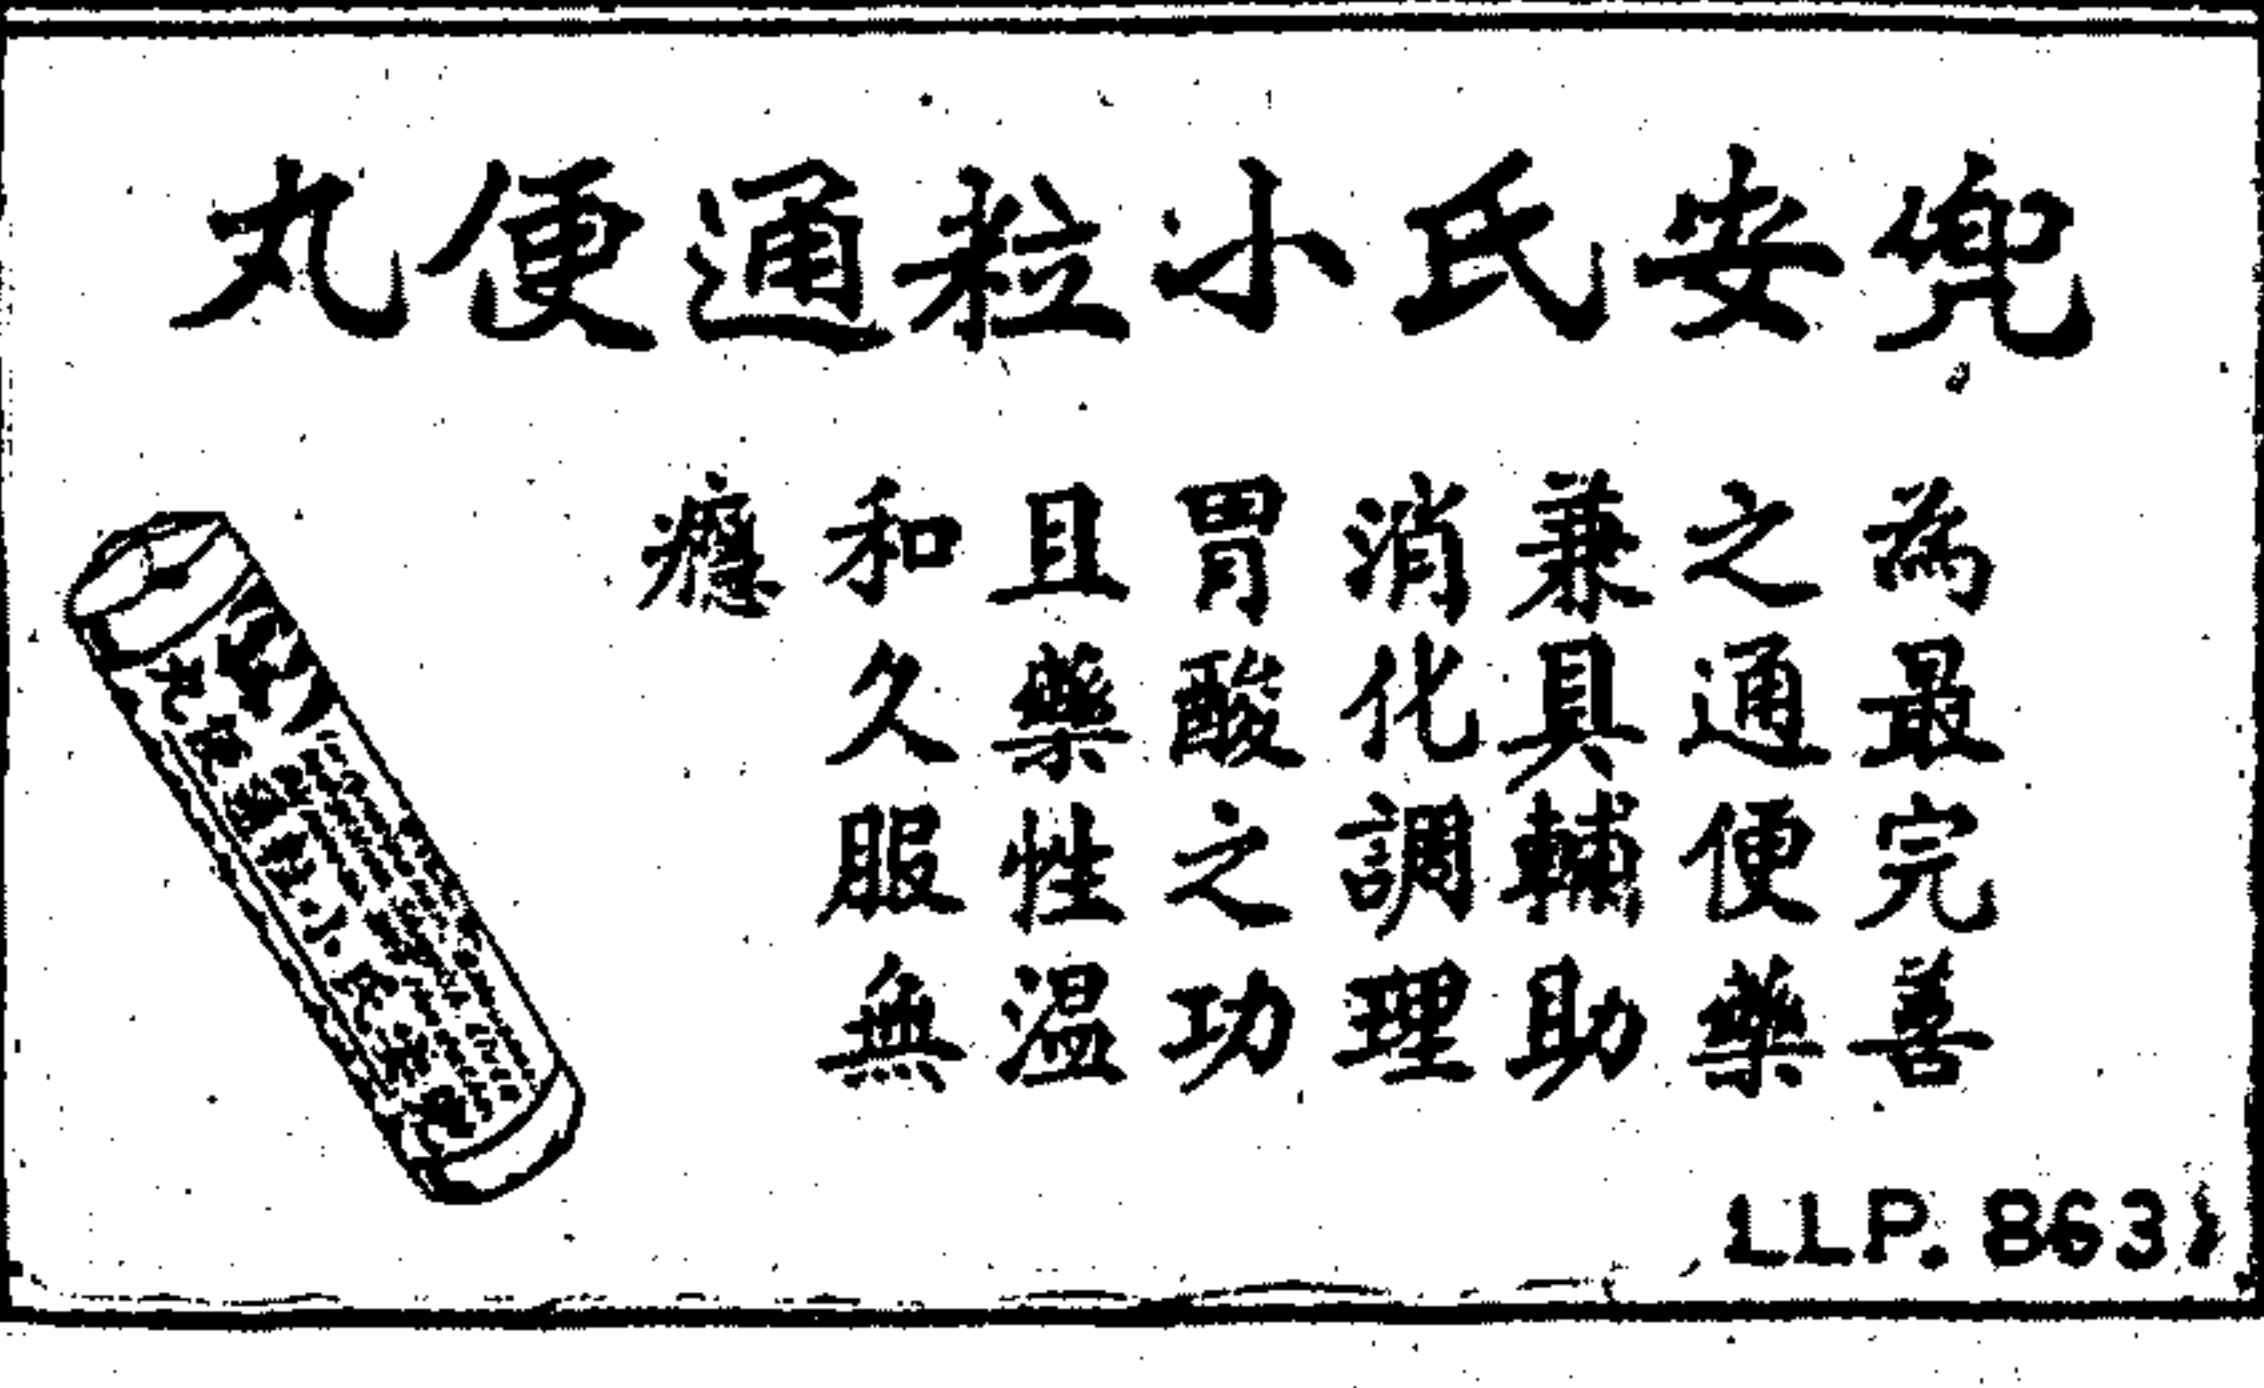 兜安氏小粒通便丸
為最完善
之通便藥
兼具輔助
消化調理
胃酸之功
且藥性温
和久服無
癮
LLP. 863